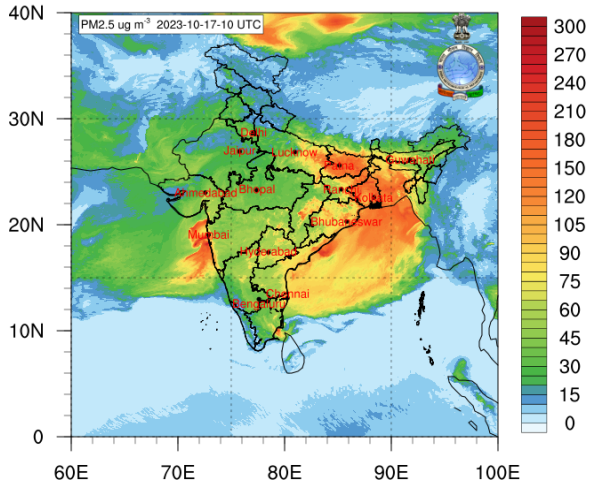 PM2.5 ug m-3 2023-10-17-10 UTC
40N
30N
20N
10N
0
60E 70E 80E 90E 100E
Delhi
Jaipur Lucknow
Patna Guwahati
Ahmedabad Bhopal Ranchi Kolkata
Bhubaneswar
Mumbai
Hyderabad
Chennai
Bengaluru
300
270
240
210
180
150
120
105
90
75
60
45
30
15
0